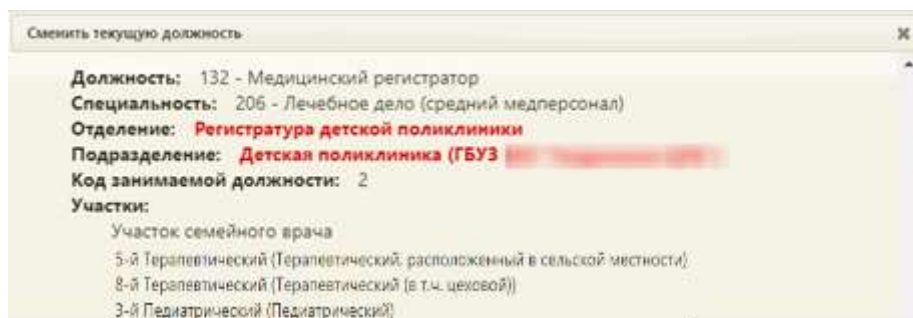 Сменить текущую должность
Должность: 132 - Медицинский регистратор
Специальность: 206 - Лечебное дело (средний медперсонал)
Отделение: Регистратура детской поликлиники
Подразделение: Детская поликлиника (ГБУЗ
Код занимаемой должности: 2
Участки:
Участок семейного врача
5-й Терапевтический (Терапевтический. расположенный в сельской местности)
8-й Терапевтический (Терапевтический (в т.ч. цеховой))
3-й Педиатрический (Педиатрический)